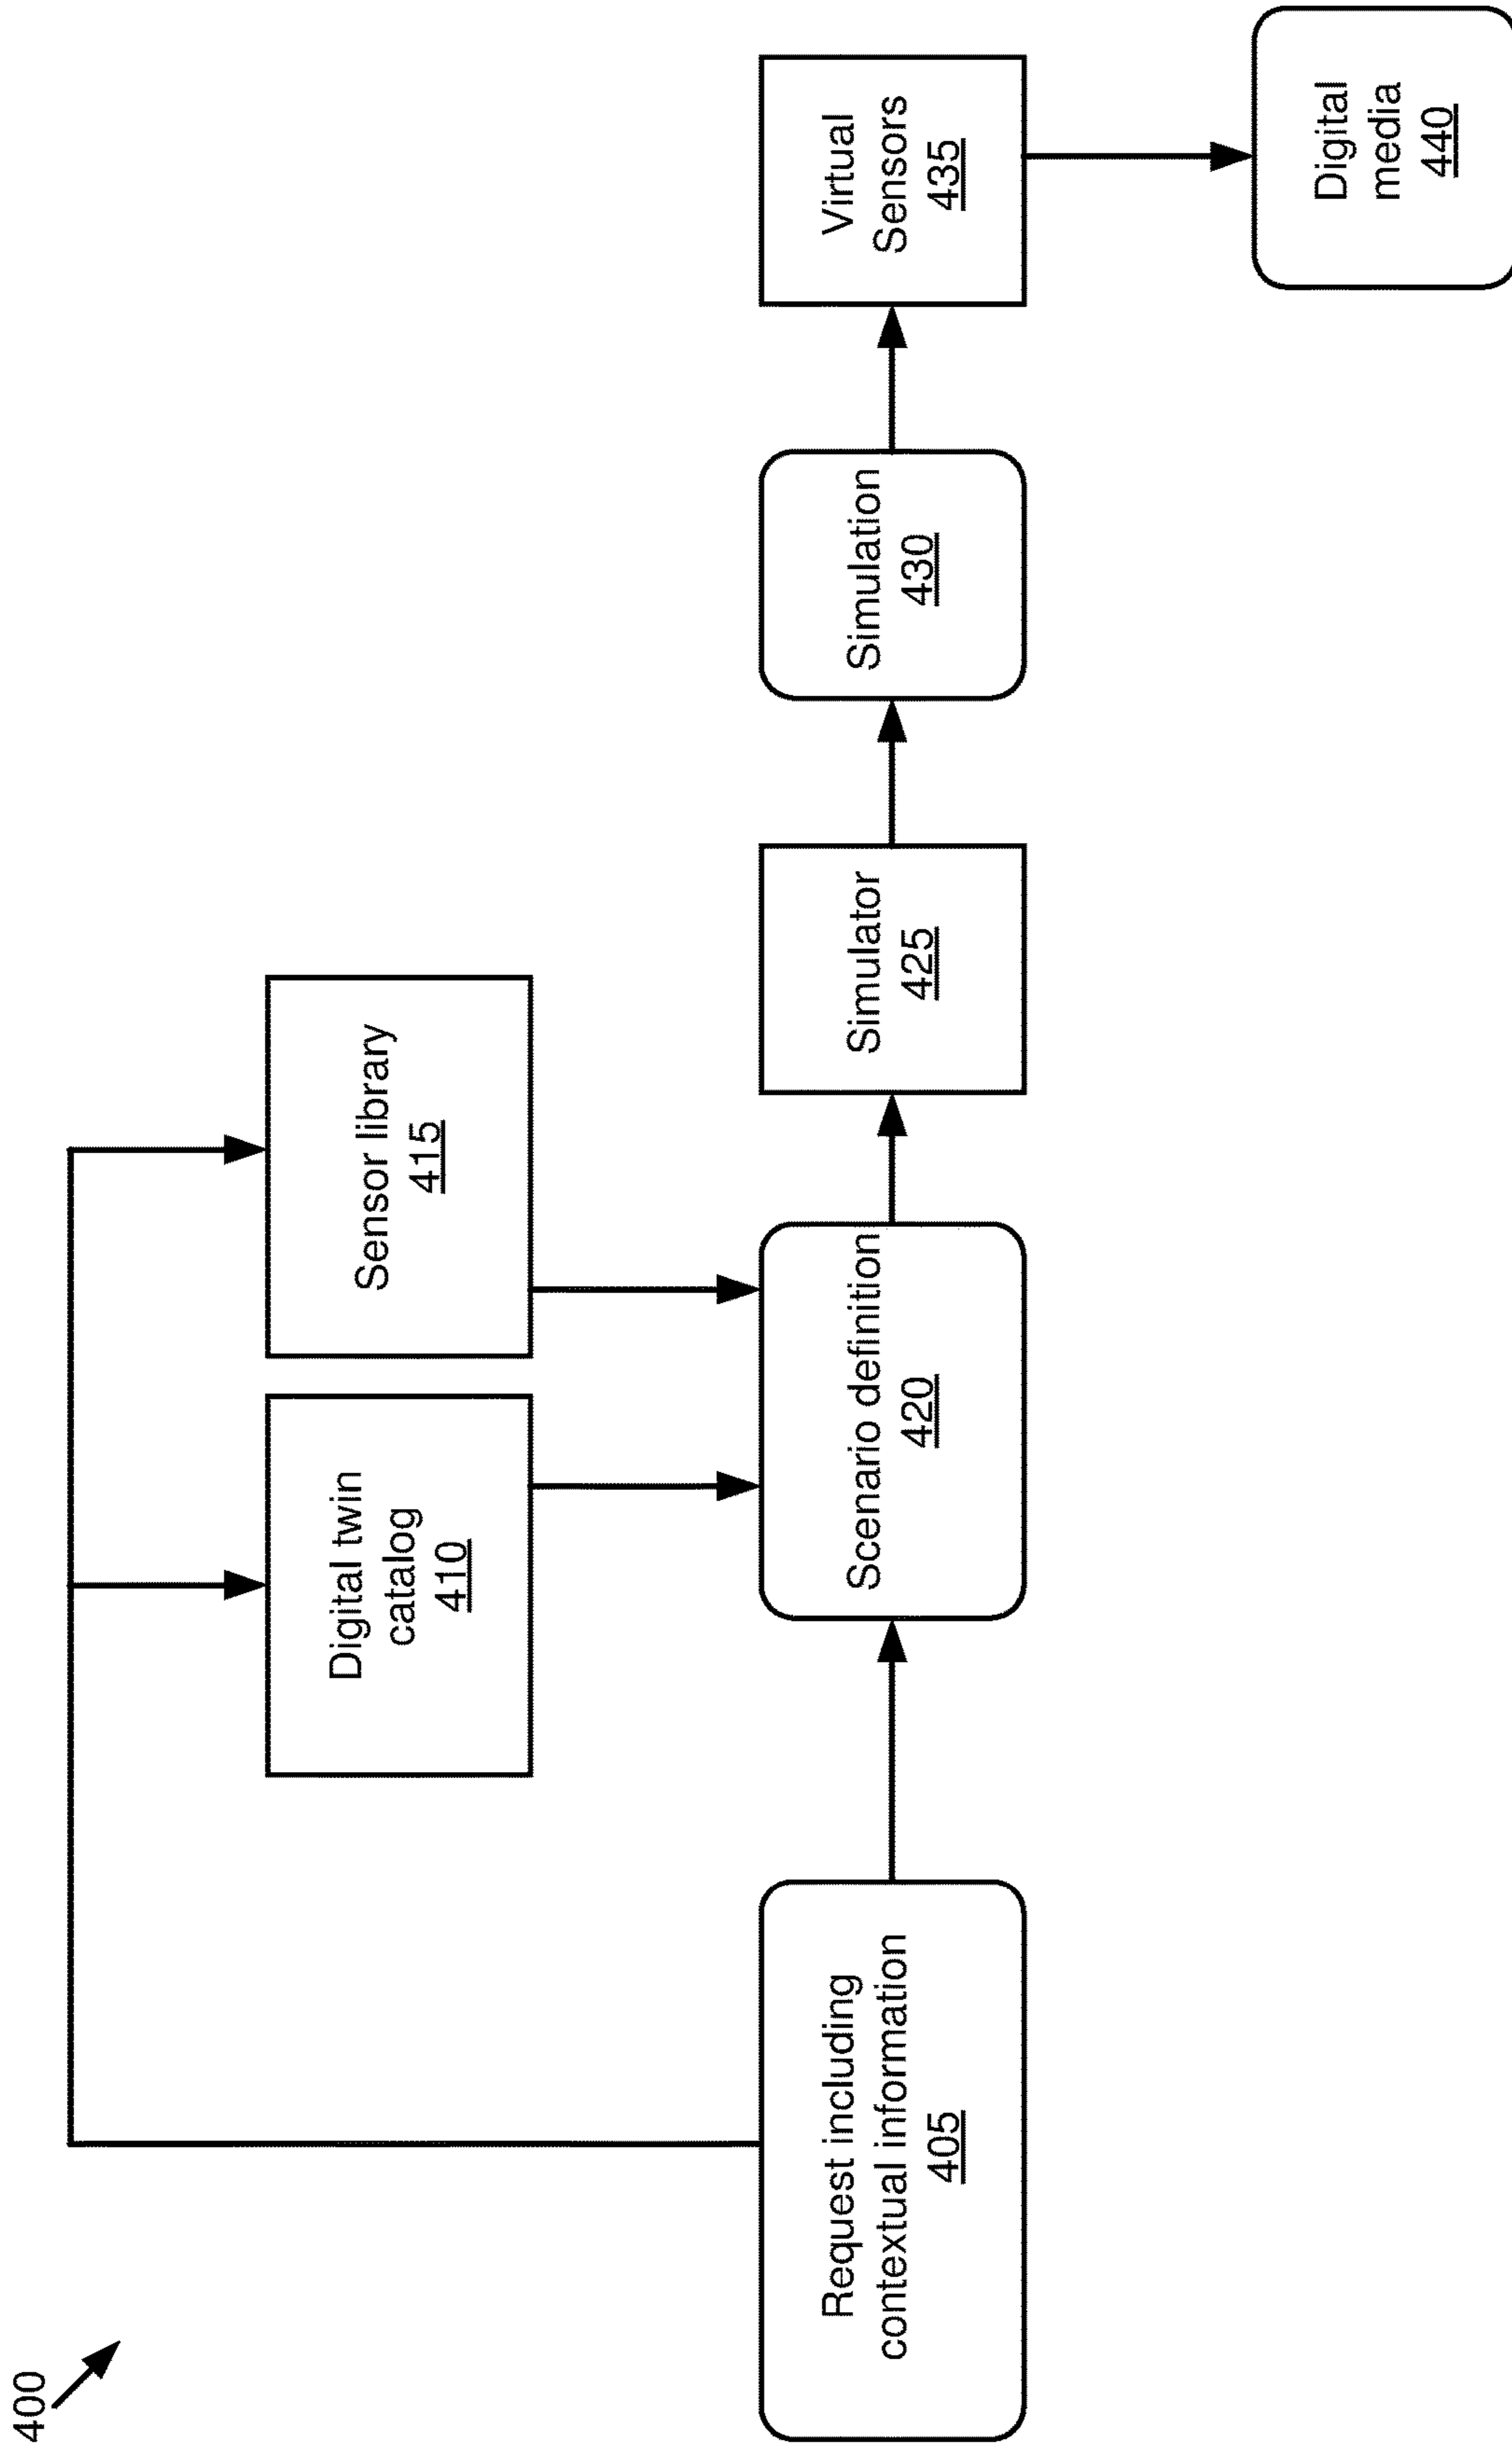 400
Request including
contextual information
405
Digital twin
catalog
410
Sensor library
415
Scenario definition
420
Simulator
425
Simulation
430
Virtual
Sensors
435
Digital
media
440